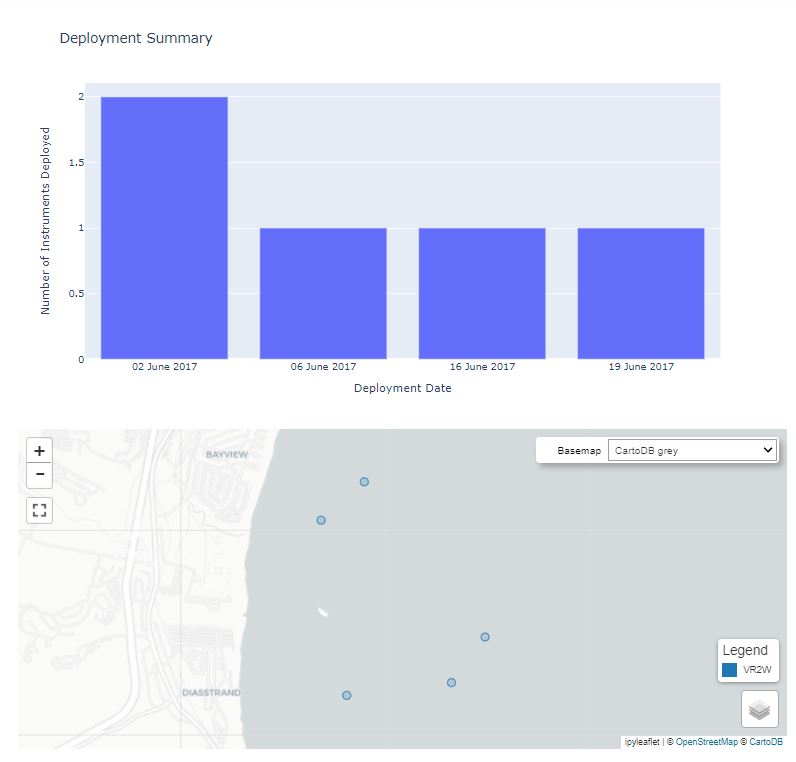 Deployment Summary
Number of Instruments Deployed
2
1.5
1
0.5
0
02 June 2017
06 June 2017
16 June 2017
19 June 2017
Deployment Date
+
−
BAYVIEW
Basemap
CartoDB grey
DIASSTRAND
Legend
VR2W
ipyleaflet | © OpenStreetMap © CartoDB